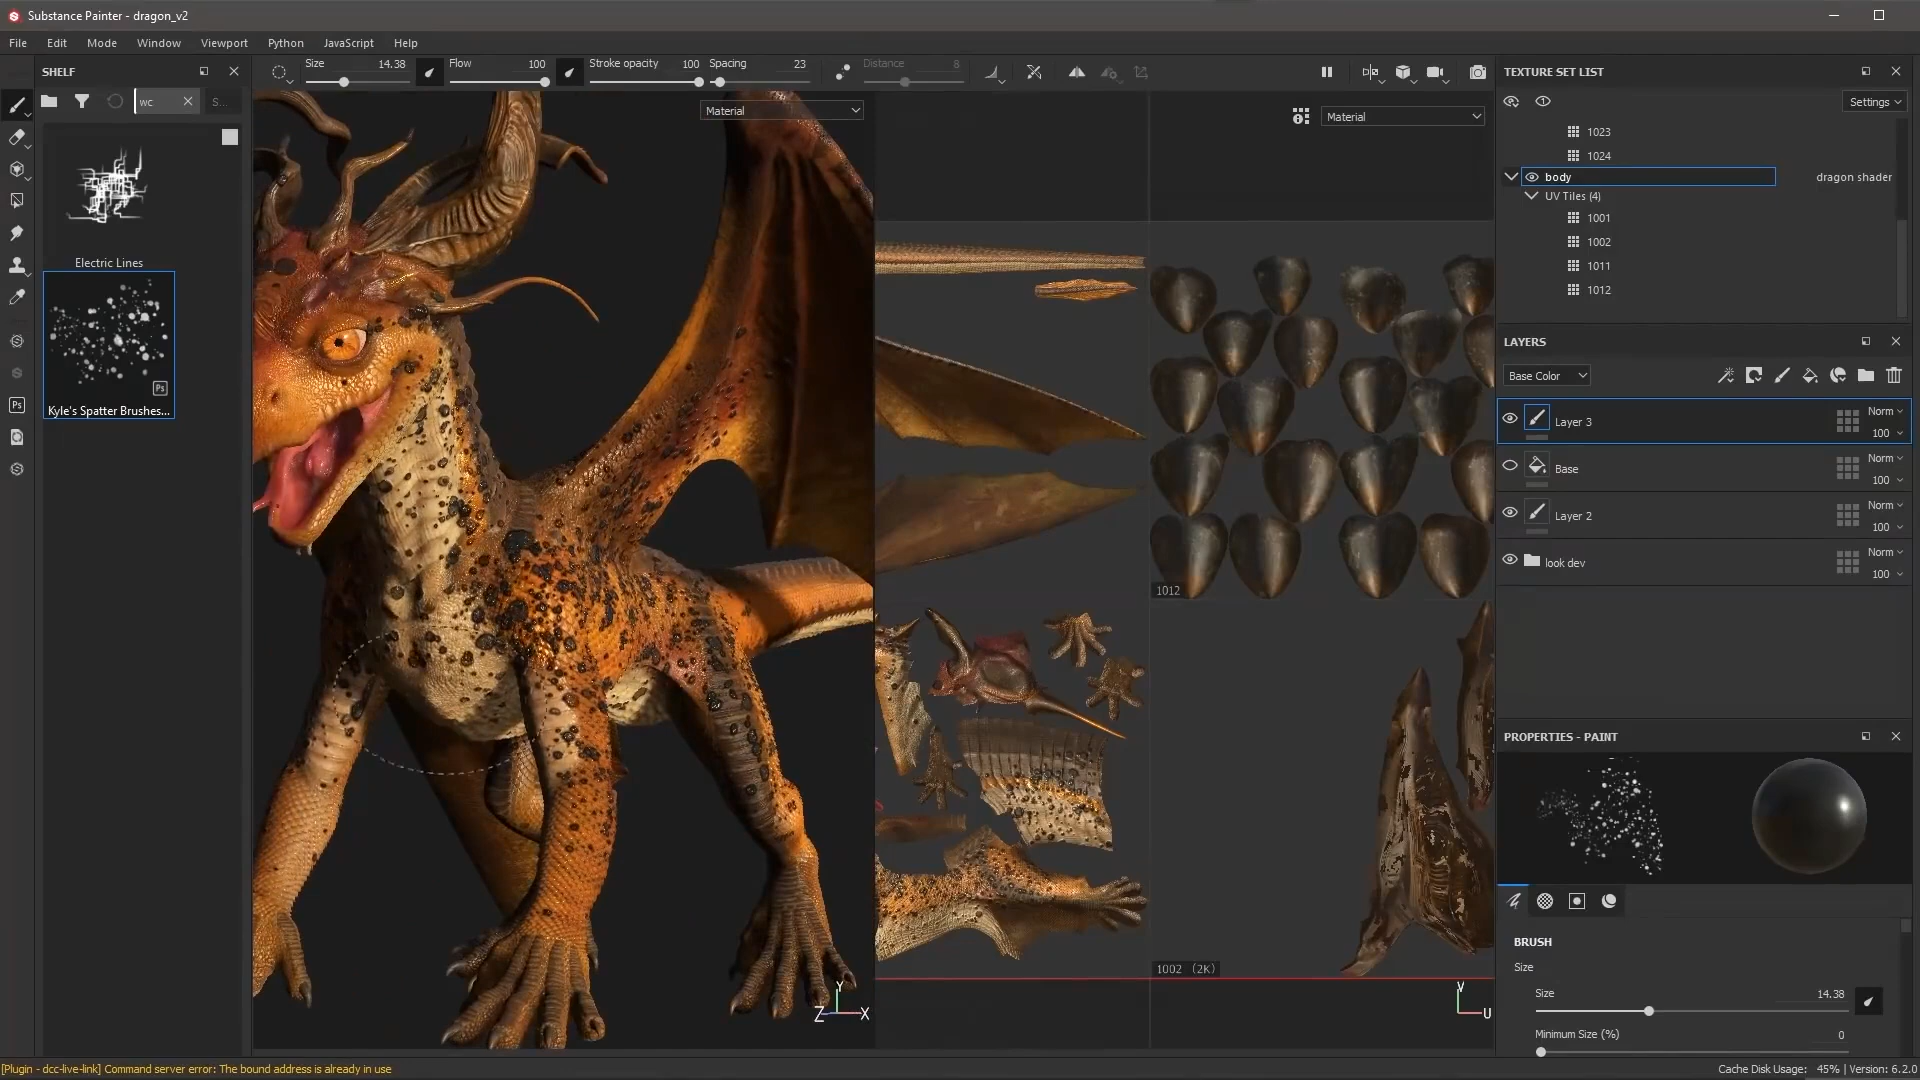 Substance Painter - dragon_v2
File Edit Mode Window Viewport Python JavaScript Help
SHELF
wc
S...
Electric Lines
Ps
Kyle's Spatter Brushes...
Ps
Size 14.38
Flow 100
Stroke opacity 100
Spacing 23
Distance 8
Material
Material
1012
1002 (2K)
Y
Z X
V
U
TEXTURE SET LIST
Settings
1023
1024
body dragon shader
UV Tiles (4)
1001
1002
1011
1012
LAYERS
Base Color
Layer 3 Norm
100
Base Norm
100
Layer 2 Norm
100
look dev Norm
100
PROPERTIES - PAINT
BRUSH
Size
Size 14.38
Minimum Size (%) 0
[Plugin - dcc-live-link] Command server error: The bound address is already in use
Cache Disk Usage: 45% | Version: 6.2.0